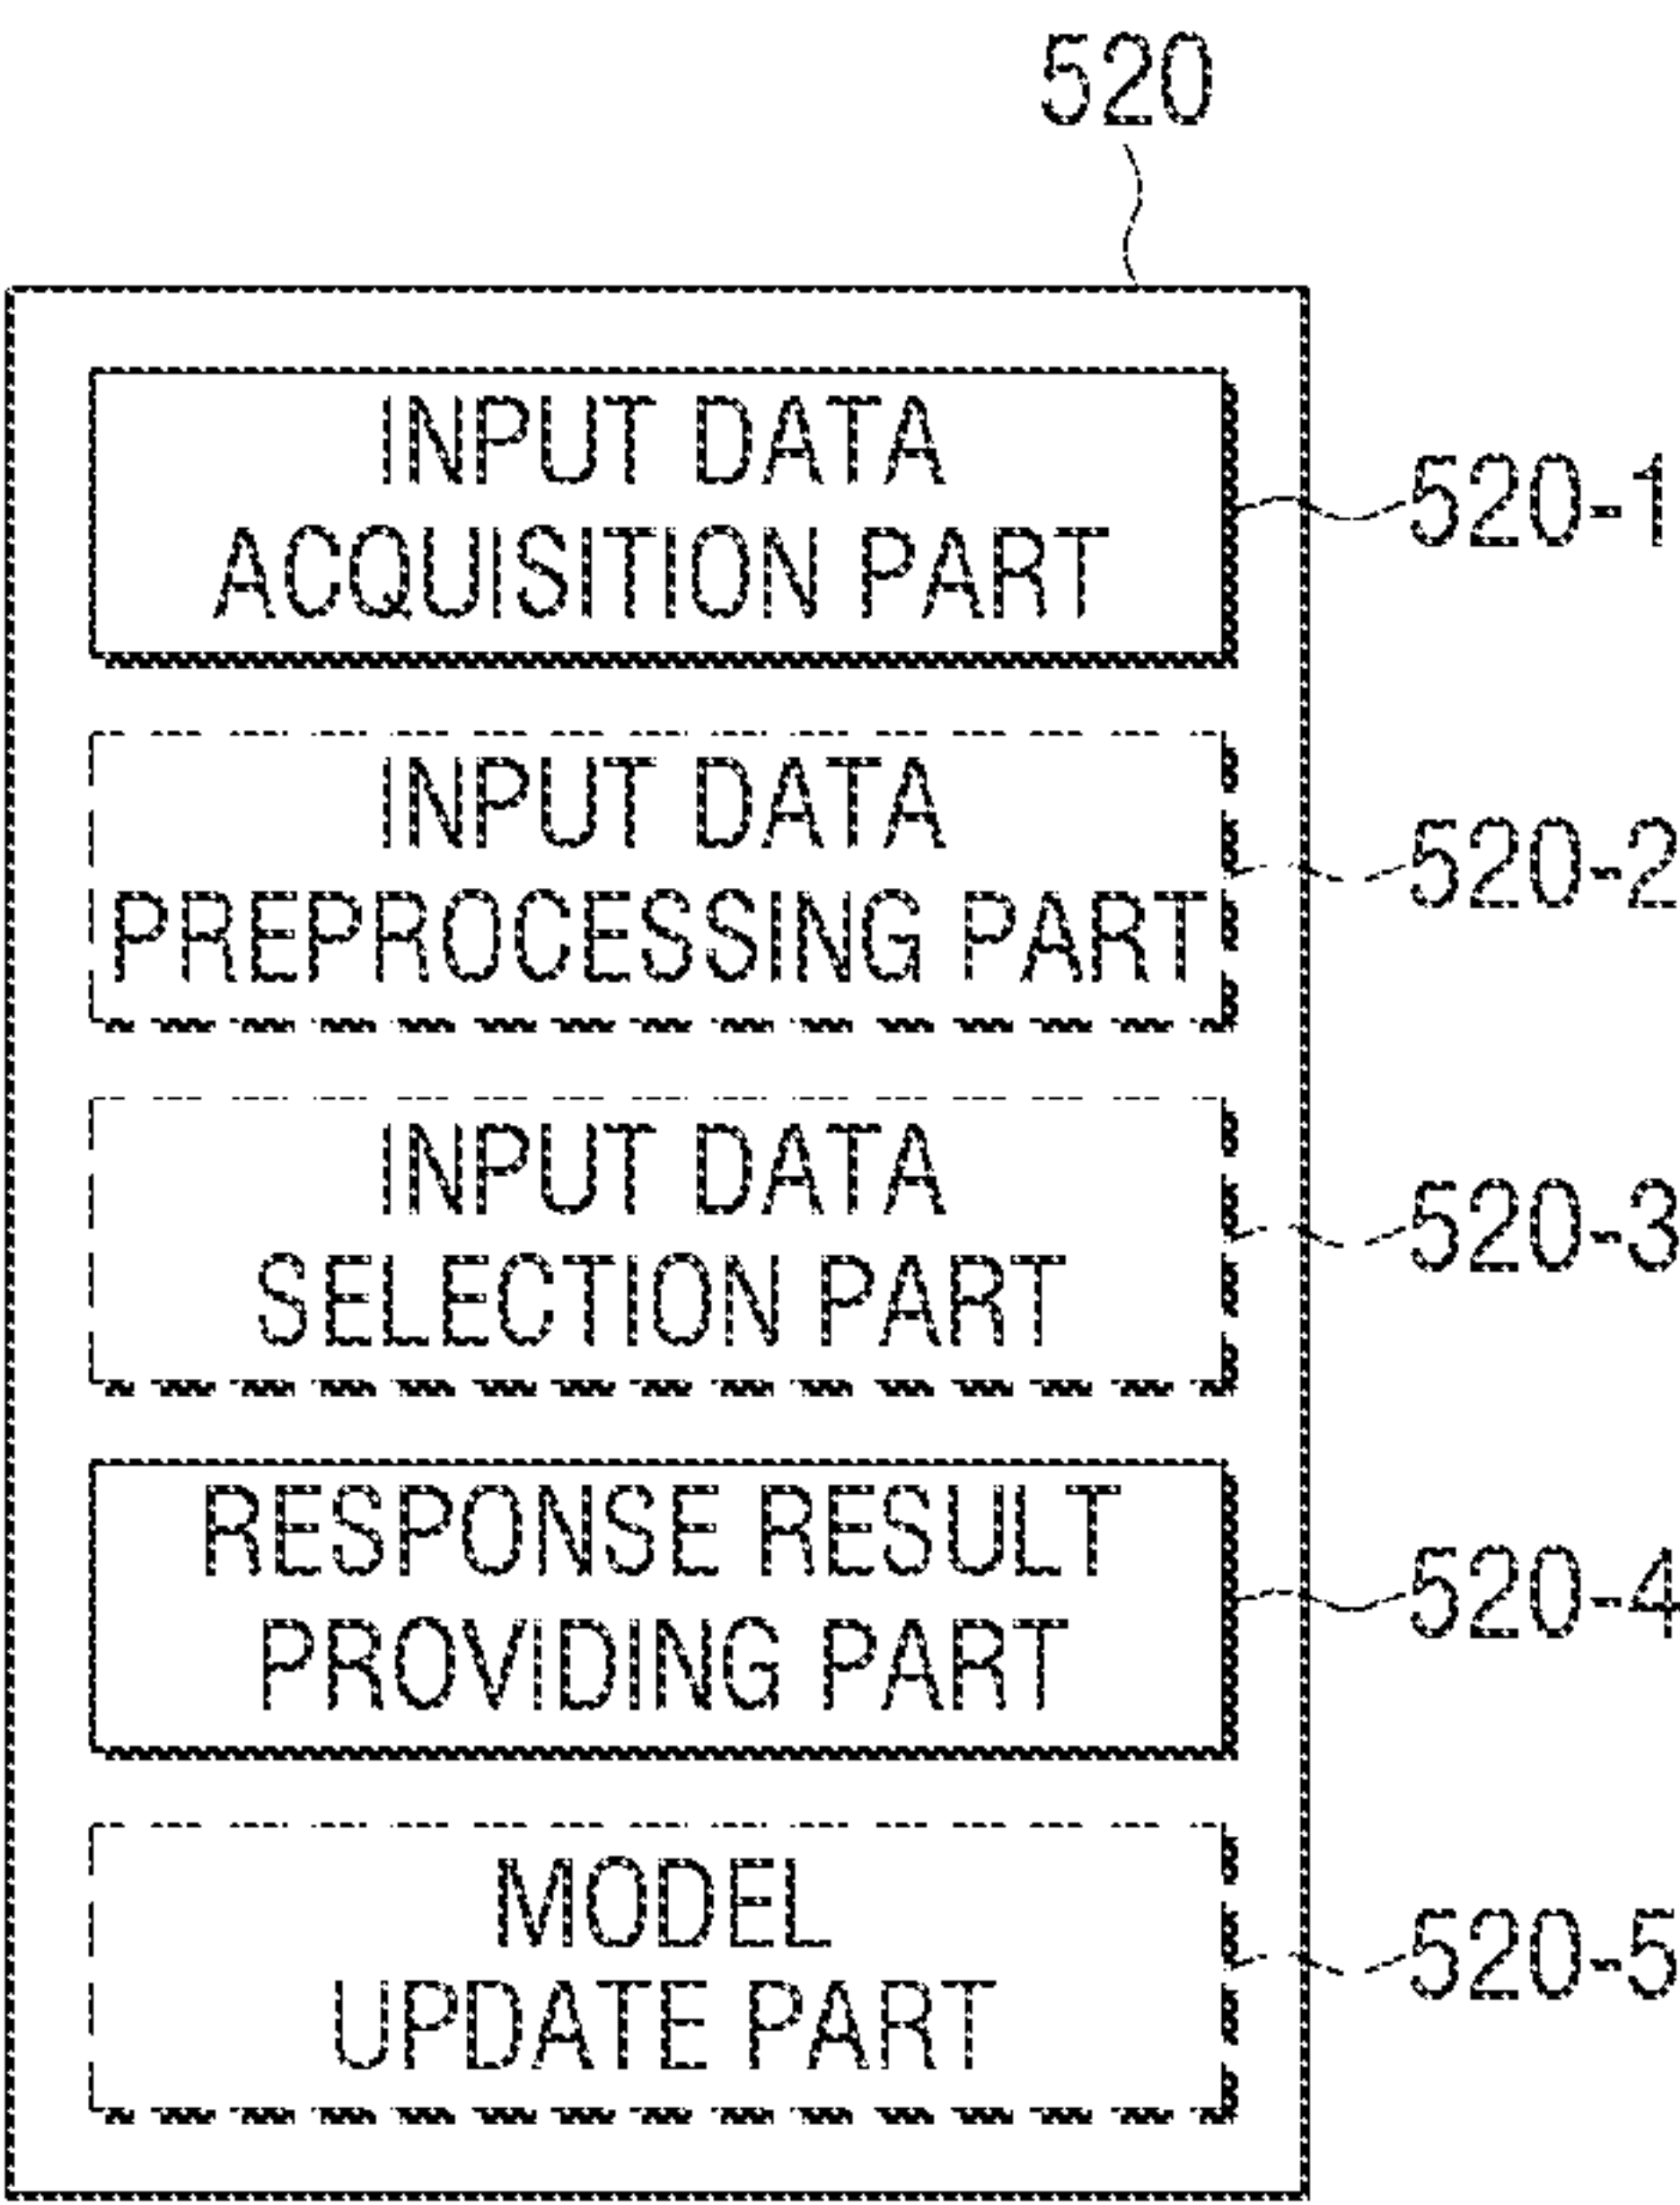 520
INPUT DATA
ACQUISITION PART
520-1
INPUT DATA
PREPROCESSING PART
520-2
INPUT DATA
SELECTION PART
520-3
RESPONSE RESULT
PROVIDING PART
520-4
MODEL
UPDATE PART
520-5